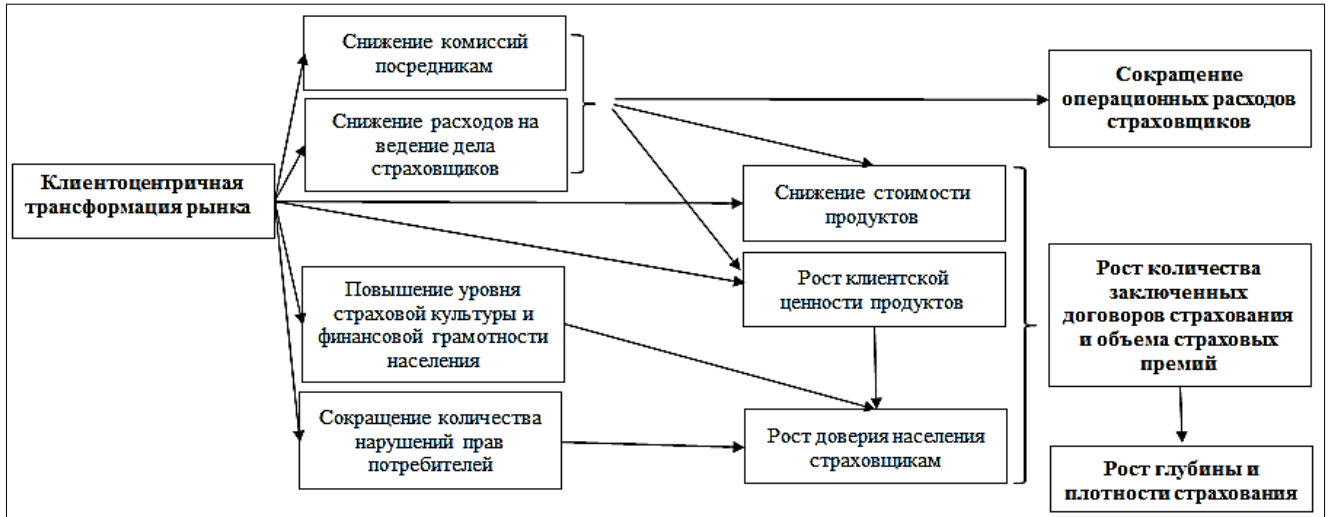 Снижение комиссий
посредникам
Снижение расходов на
ведение дела
страховщиков
Клиентоцентричная
трансформация рынка
Повышение уровня
страховой культуры и
финансовой грамотности
населения
Сокращение количества
нарушений прав
потребителей
Снижение стоимости
продуктов
Рост клиентской
ценности продуктов
Рост доверия населения
страховщикам
Сокращение
операционных расходов
страховщиков
Рост количества
заключенных
договоров страхования
и объема страховых
премий
Рост глубины и
плотности страхования